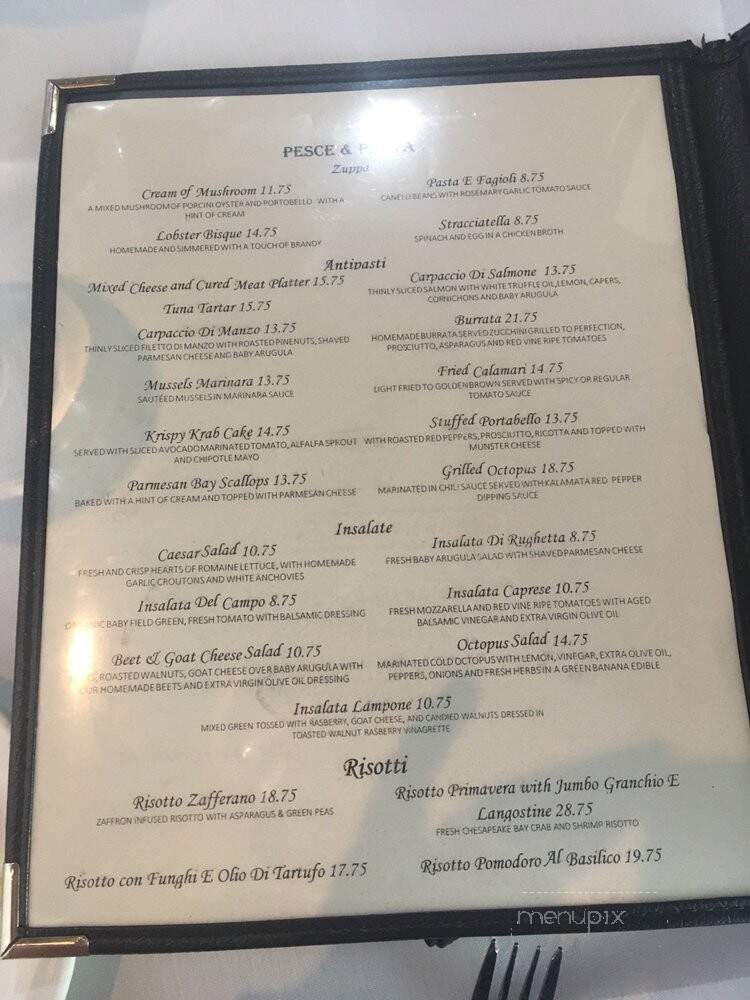 PESCE &
Zuppa
Cream of Mushroom 11.75
A MIXED MUSHROOM OF PORCINI OYSTER AND PORTOBELLO WITH A
HINT OF CREAM
Pasta E Fagioli 8.75
CANELLI BEANS WITH ROSEMARY GARLIC TOMATO SAUCE
Lobster Bisque 14.75
HOMEMADE AND SIMMERED WITH A TOUCH OF BRANDY
Stracciatella 8.75
SPINACH AND EGG IN A CHICKEN BROTH
Antipasti
Mixed Cheese and Cured Meat Platter 15.75
Tuna Tartar 15.75
Carpaccio Di Salmone 13.75
THINLY SLICED SALMON WITH WHITE TRUFFLE OIL, LEMON, CAPERS,
CORNICHONS AND BABY ARUGULA
Carpaccio Di Manzo 13.75
THINLY SLICED FILETTO DI MANZO WITH ROASTED PINENUTS, SHAVED
PARMESAN CHEESE AND BABY ARUGULA
Burrata 21.75
HOMEMADE BURRATA SERVED ZUCCHINI GRILLED TO PERFECTION,
PROSCIUTTO, ASPARAGUS AND RED VINE RIPE TOMATOES
Mussels Marinara 13.75
SAUTÉED MUSSELS IN MARINARA SAUCE
Fried Calamari 14.75
LIGHT FRIED TO GOLDEN BROWN SERVED WITH SPICY OR REGULAR
TOMATO SAUCE
Krispy Krab Cake 14.75
SERVED WITH SLICED AVOCADO MARINATED TOMATO, ALFALFA SPROUT
AND CHIPOTLE MAYO
Stuffed Portabello 13.75
WITH ROASTED RED PEPPERS, PROSCIUTTO, RICOTTA AND TOPPED WITH
MUNSTER CHEESE
Parmesan Bay Scallops 13.75
BAKED WITH A HINT OF CREAM AND TOPPED WITH PARMESAN CHEESE
Grilled Octopus 18.75
MARINATED IN CHILI SAUCE SERVED WITH KALAMATA RED PEPPER
DIPPING SAUCE
Insalate
Caesar Salad 10.75
FRESH AND CRISP HEARTS OF ROMAINE LETTUCE, WITH HOMEMADE
GARLIC CROUTONS AND WHITE ANCHOVIES
Insalata Di Rughetta 8.75
FRESH BABY ARUGULA SALAD WITH SHAVED PARMESAN CHEESE
Insalata Del Campo 8.75
ORGANIC BABY FIELD GREEN, FRESH TOMATO WITH BALSAMIC DRESSING
Insalata Caprese 10.75
FRESH MOZZARELLA AND RED VINE RIPE TOMATOES WITH AGED
BALSAMIC VINEGAR AND EXTRA VIRGIN OLIVE OIL
Beet & Goat Cheese Salad 10.75
ROASTED WALNUTS, GOAT CHEESE OVER BABY ARUGULA WITH
OUR HOMEMADE BEETS AND EXTRA VIRGIN OLIVE OIL DRESSING
Octopus Salad 14.75
MARINATED COLD OCTOPUS WITH LEMON, VINEGAR, EXTRA OLIVE OIL,
PEPPERS, ONIONS AND FRESH HERBS IN A GREEN BANANA EDIBLE
Insalata Lampone 10.75
MIXED GREEN TOSSED WITH RASBERRY, GOAT CHEESE, AND CANDIED WALNUTS DRESSED IN
TOASTED WALNUT RASBERRY VINAGRETTE
Risotti
Risotto Zafferano 18.75
ZAFFRON INFUSED RISOTTO WITH ASPARAGUS & GREEN PEAS
Risotto Primavera with Jumbo Granchio E
Langostine 28.75
FRESH CHESAPEAKE BAY CRAB AND SHRIMP RISOTTO
Risotto con Funghi E Olio Di Tartufo 17.75
Risotto Pomodoro Al Basilico 19.75
menupix